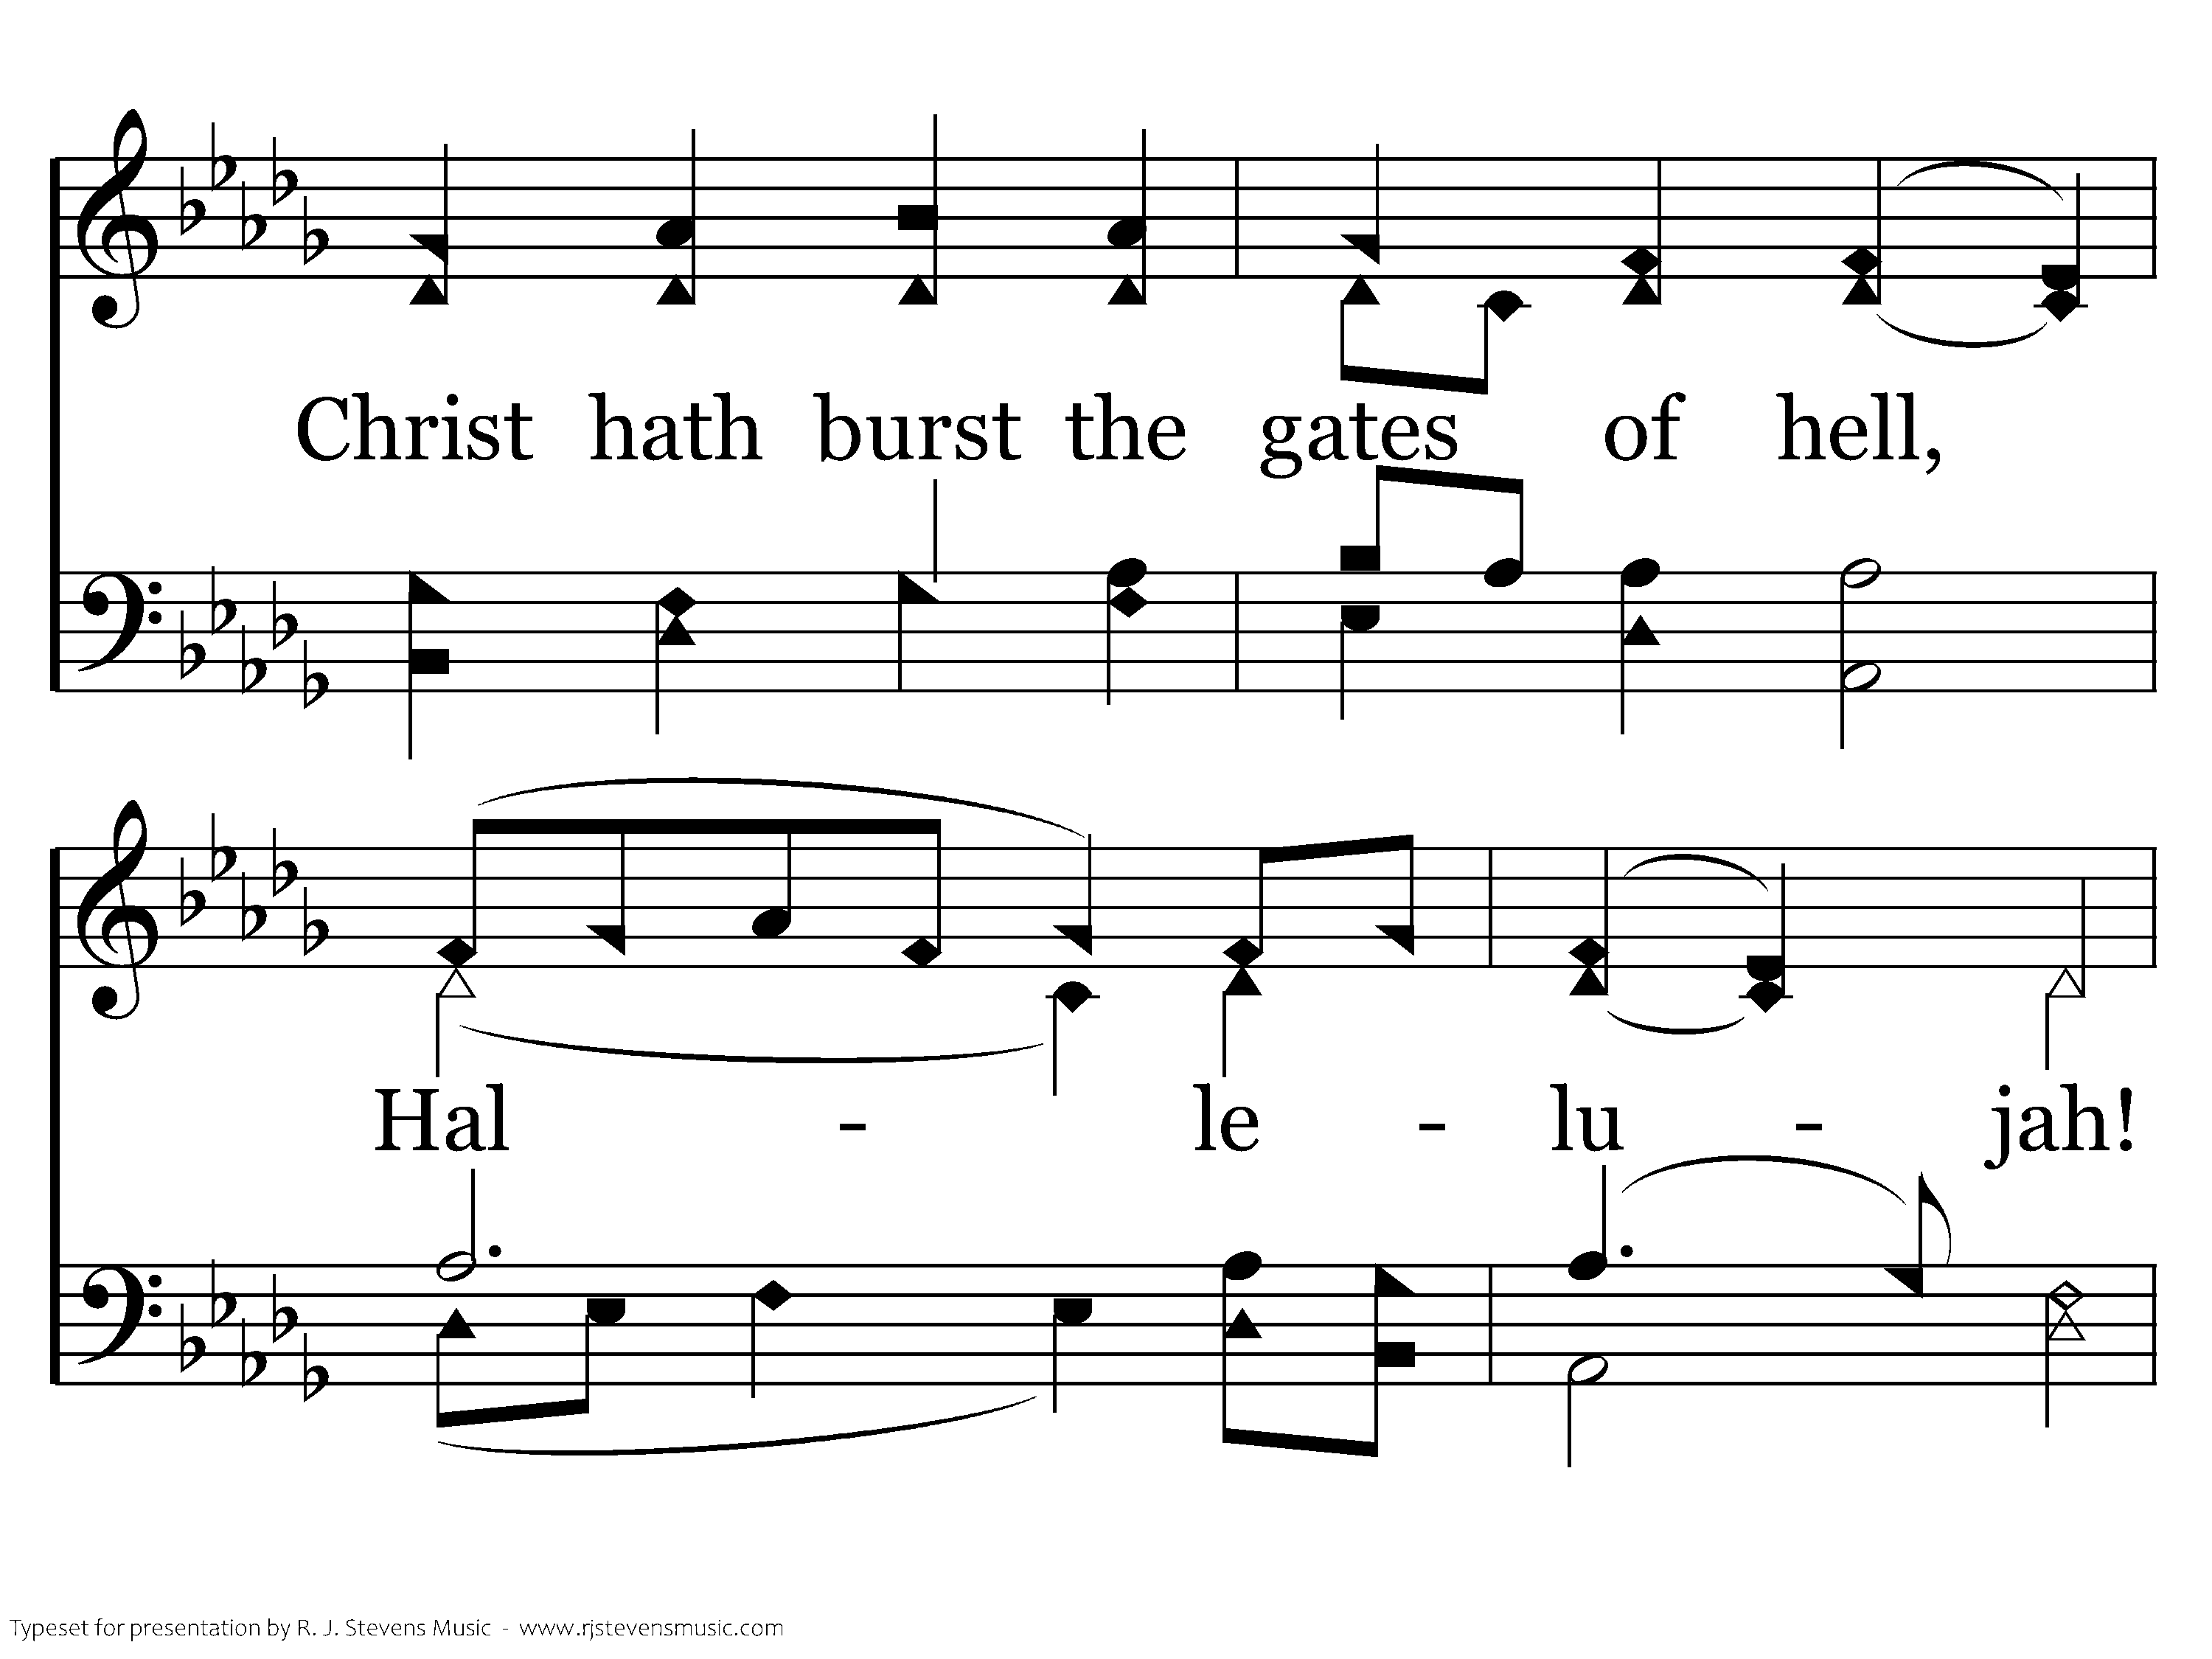 Christ hath burst the gates of hell,
Hal - le - lu - jah!
Typeset for presentation by R. J. Stevens Music - www.rjstevensmusic.com